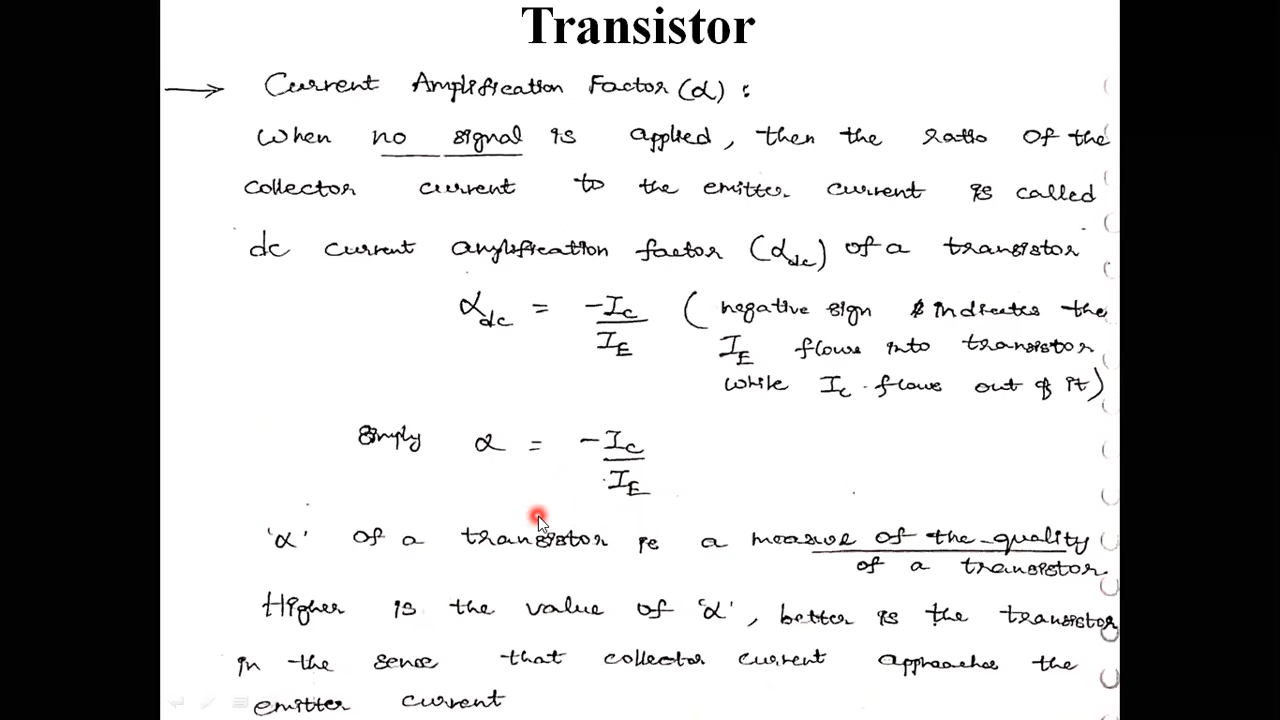 Transistor
→ Current Amplification Factor (α) :
When no signal is applied, then the ratio of the
collector current to the emitter current is called
dc current amplification factor (αdc) of a transistor
αdc = -IC / IE ( negative sign indicates the
IE flows into transistor
while IC flows out of it)
Simply α = -IC / IE
'α' of a transistor is a measure of the quality
of a transistor
Higher is the value of 'α', better is the transistor
in the sense that collector current approaches the
emitter current